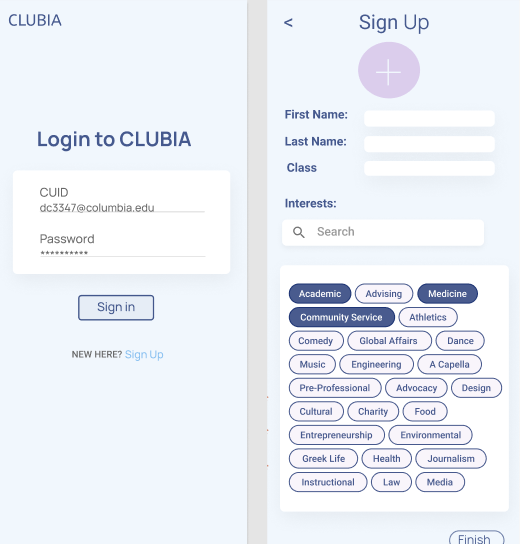 CLUBIA
Login to CLUBIA
CUID
dc3347@columbia.edu
Password
**********
Sign in
NEW HERE? Sign Up
<
Sign Up
First Name:
Last Name:
Class
Interests:
Search
Academic Advising Medicine
Community Service Athletics
Comedy Global Affairs Dance
Music Engineering A Capella
Pre-Professional Advocacy Design
Cultural Charity Food
Entrepreneurship Environmental
Greek Life Health Journalism
Instructional Law Media
Finish